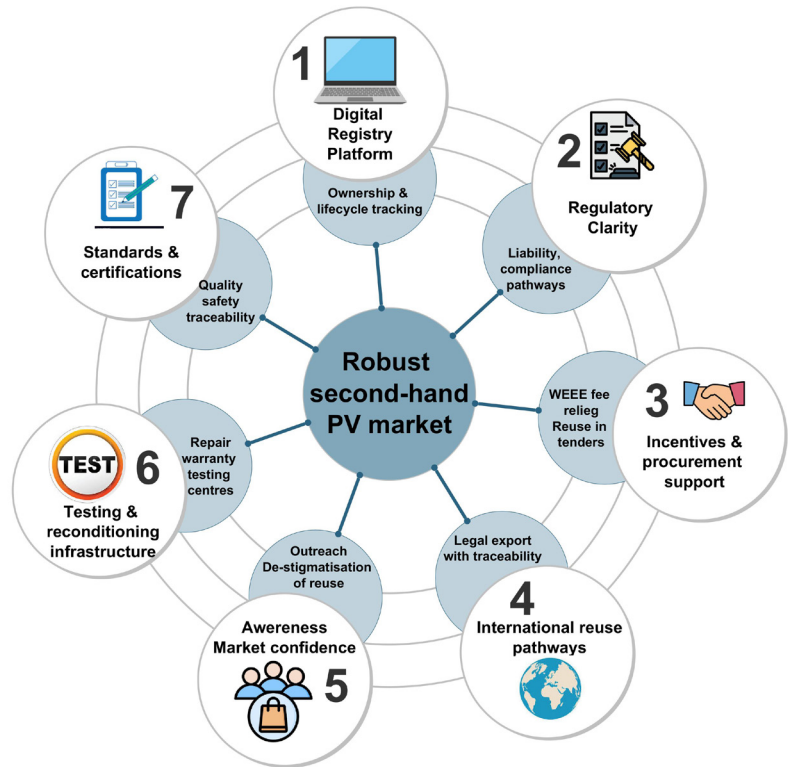 1
Digital
Registry
Platform
Ownership &
lifecycle tracking
2
Regulatory
Clarity
Liability,
compliance
pathways
3
Incentives &
procurement
support
WEEE fee
relieg
Reuse in
tenders
4
International reuse
pathways
Legal export
with traceability
5
Awereness
Market confidence
Outreach
De-stigmatisation
of reuse
6
TEST
Testing &
reconditioning
infrastructure
Repair
warranty
testing
centres
7
Standards &
certifications
Quality
safety
traceability
Robust
second-hand
PV market